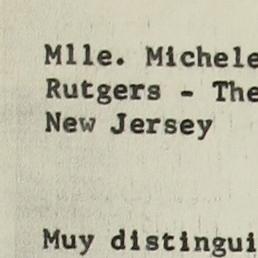 Mlle. Michele
Rutgers - The
New Jersey
Muy distingui